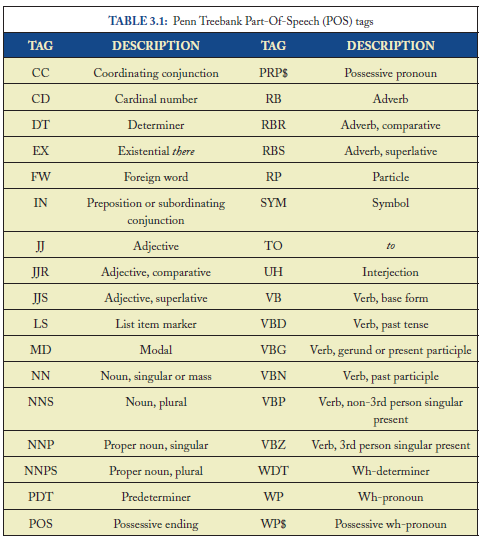 TABLE 3.1: Penn Treebank Part-Of-Speech (POS) tags
TAG DESCRIPTION TAG DESCRIPTION
CC Coordinating conjunction PRP$ Possessive pronoun
CD Cardinal number RB Adverb
DT Determiner RBR Adverb, comparative
EX Existential there RBS Adverb, superlative
FW Foreign word RP Particle
IN Preposition or subordinating SYM Symbol
conjunction
JJ Adjective TO to
JJR Adjective, comparative UH Interjection
JJS Adjective, superlative VB Verb, base form
LS List item marker VBD Verb, past tense
MD Modal VBG Verb, gerund or present participle
NN Noun, singular or mass VBN Verb, past participle
NNS Noun, plural VBP Verb, non-3rd person singular
present
NNP Proper noun, singular VBZ Verb, 3rd person singular present
NNPS Proper noun, plural WDT Wh-determiner
PDT Predeterminer WP Wh-pronoun
POS Possessive ending WP$ Possessive wh-pronoun